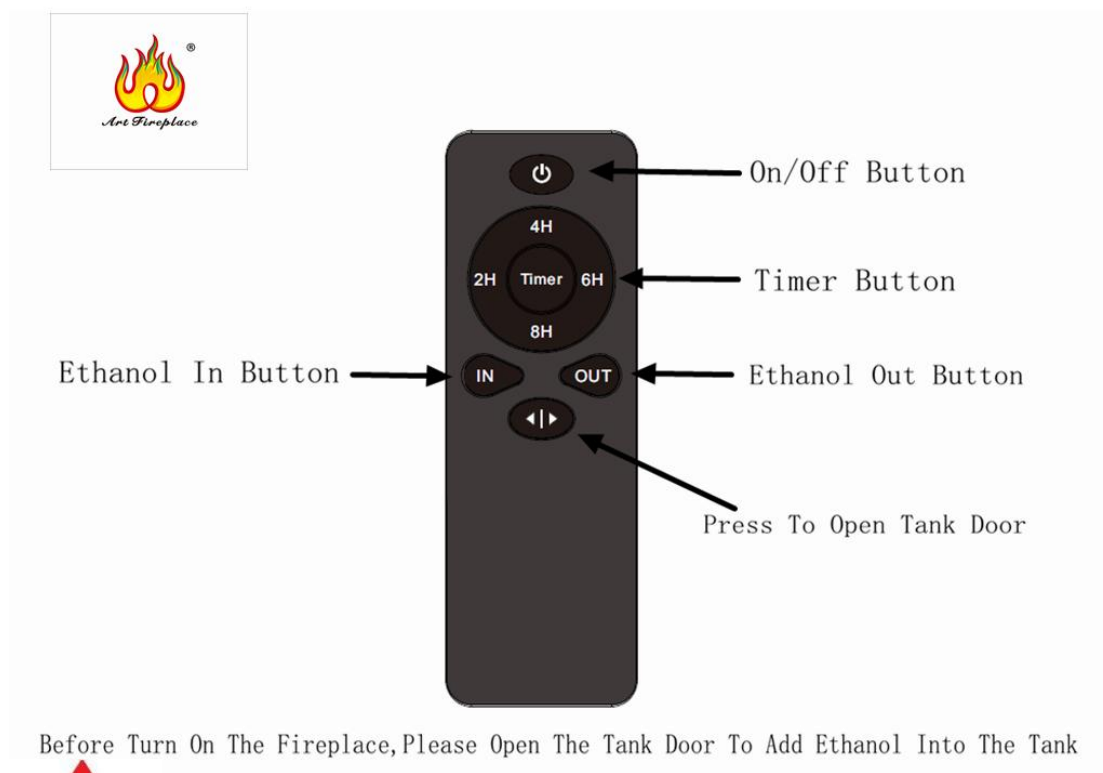 ®
Art Fireplace
On/Off Button
4H
2H Timer 6H
Timer Button
8H
Ethanol In Button
IN
OUT
Ethanol Out Button
Press To Open Tank Door
Before Turn On The Fireplace,Please Open The Tank Door To Add Ethanol Into The Tank